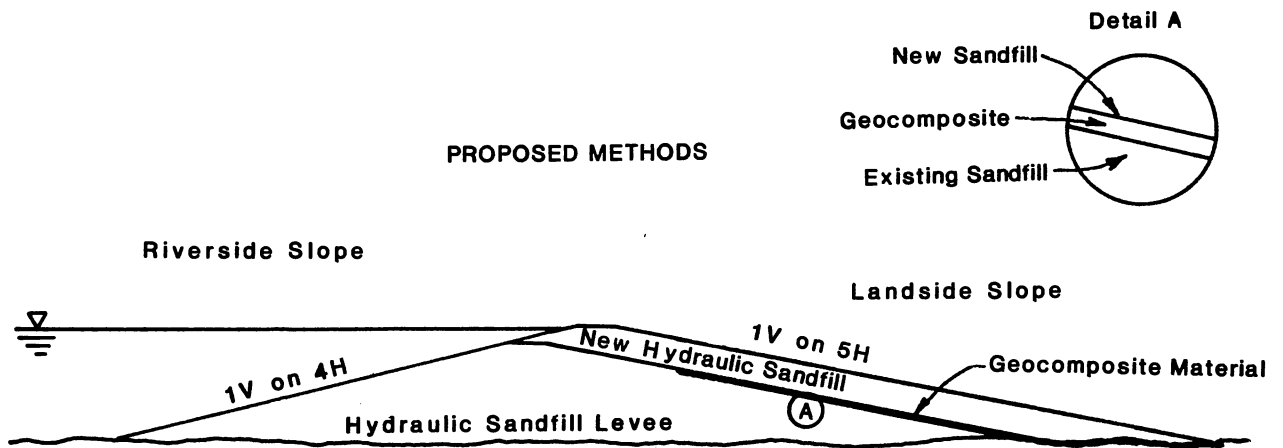 Detail A
New Sandfill
Geocomposite
Existing Sandfill
PROPOSED METHODS
Riverside Slope
Landside Slope
1V on 4H
New Hydraulic Sandfill
1V on 5H
Geocomposite Material
A
Hydraulic Sandfill Levee